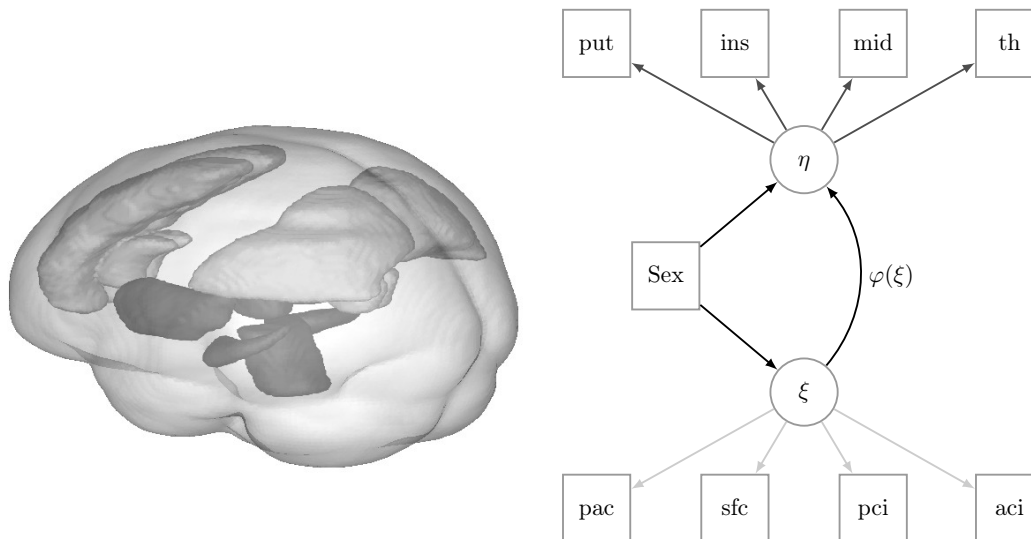 put ins mid th
η
Sex
φ(ξ)
ξ
pac sfc pci aci